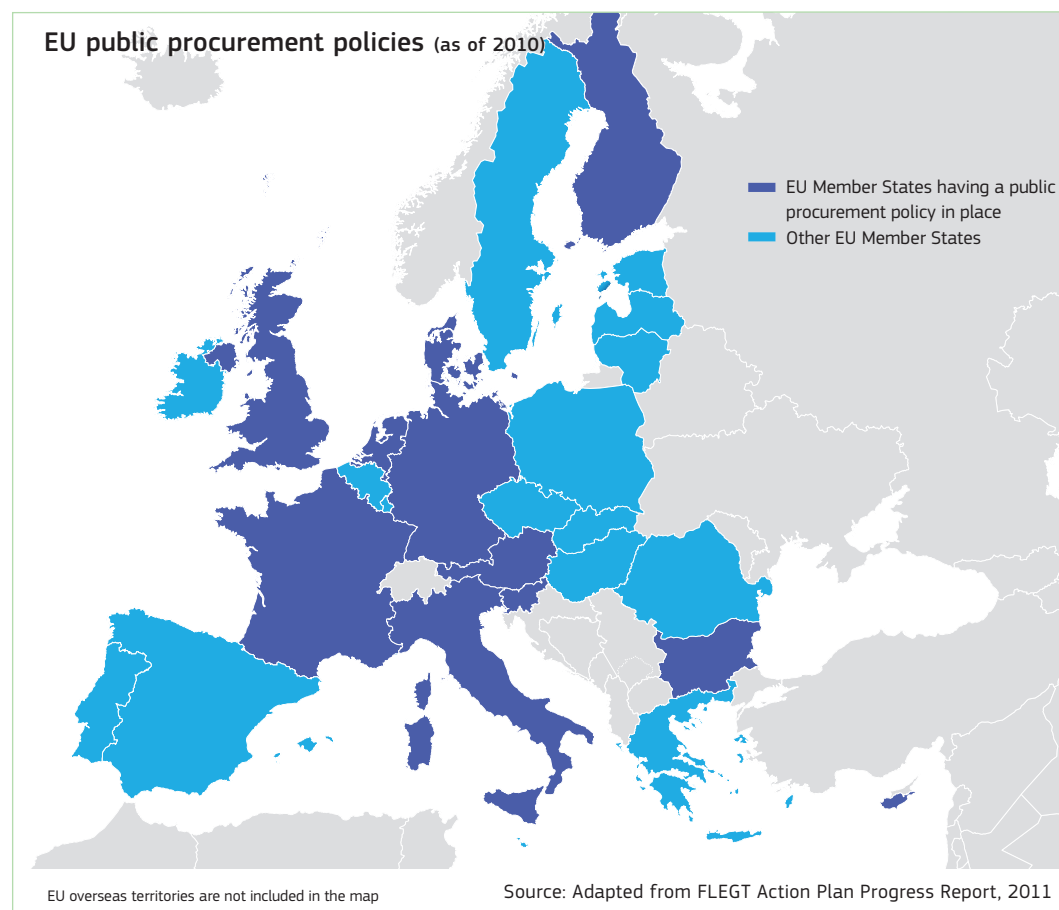 EU public procurement policies (as of 2010)
EU Member States having a public
procurement policy in place
Other EU Member States
EU overseas territories are not included in the map
Source: Adapted from FLEGT Action Plan Progress Report, 2011